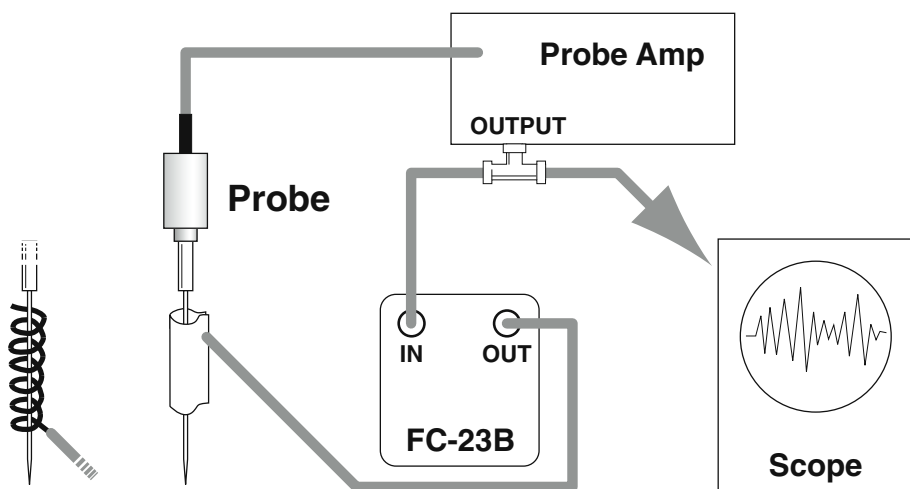 Probe Amp
OUTPUT
Probe
IN
OUT
FC-23B
Scope